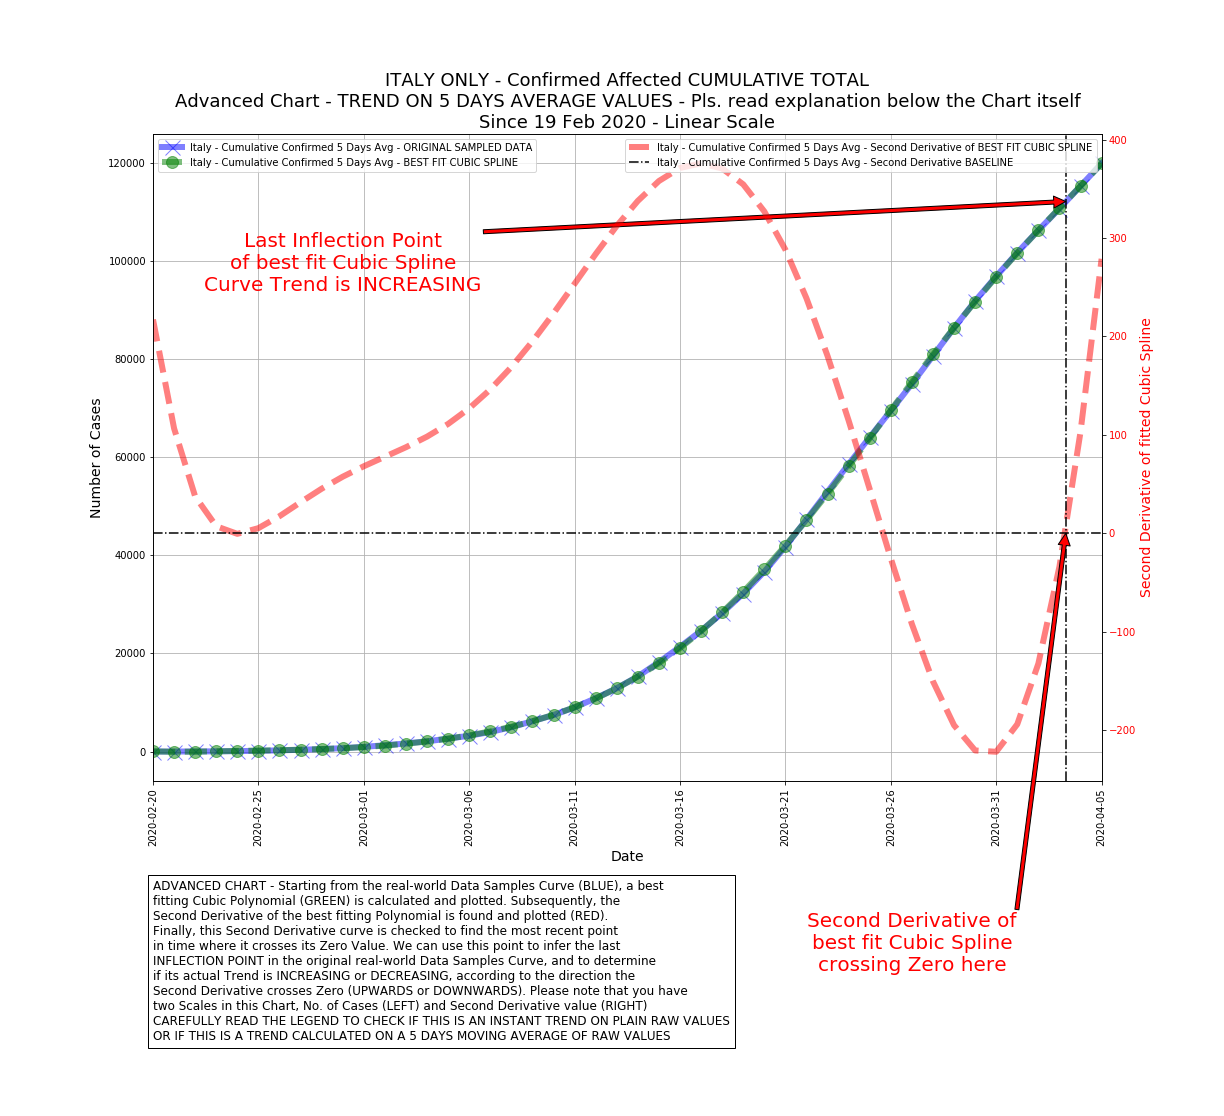 ITALY ONLY - Confirmed Affected CUMULATIVE TOTAL
Advanced Chart - TREND ON 5 DAYS AVERAGE VALUES - Pls. read explanation below the Chart itself
Since 19 Feb 2020 - Linear Scale
Italy - Cumulative Confirmed 5 Days Avg - ORIGINAL SAMPLED DATA
Italy - Cumulative Confirmed 5 Days Avg - BEST FIT CUBIC SPLINE
Italy - Cumulative Confirmed 5 Days Avg - Second Derivative of BEST FIT CUBIC SPLINE
Italy - Cumulative Confirmed 5 Days Avg - Second Derivative BASELINE
Last Inflection Point
of best fit Cubic Spline
Curve Trend is INCREASING
Number of Cases
120000
100000
80000
60000
40000
20000
0
400
300
200
100
0
−100
−200
Second Derivative of fitted Cubic Spline
2020-02-20
2020-02-25
2020-03-01
2020-03-06
2020-03-11
2020-03-16
2020-03-21
2020-03-26
2020-03-31
2020-04-05
Date
Second Derivative of
best fit Cubic Spline
crossing Zero here
ADVANCED CHART - Starting from the real-world Data Samples Curve (BLUE), a best
fitting Cubic Polynomial (GREEN) is calculated and plotted. Subsequently, the
Second Derivative of the best fitting Polynomial is found and plotted (RED).
Finally, this Second Derivative curve is checked to find the most recent point
in time where it crosses its Zero Value. We can use this point to infer the last
INFLECTION POINT in the original real-world Data Samples Curve, and to determine
if its actual Trend is INCREASING or DECREASING, according to the direction the
Second Derivative crosses Zero (UPWARDS or DOWNWARDS). Please note that you have
two Scales in this Chart, No. of Cases (LEFT) and Second Derivative value (RIGHT)
CAREFULLY READ THE LEGEND TO CHECK IF THIS IS AN INSTANT TREND ON PLAIN RAW VALUES
OR IF THIS IS A TREND CALCULATED ON A 5 DAYS MOVING AVERAGE OF RAW VALUES